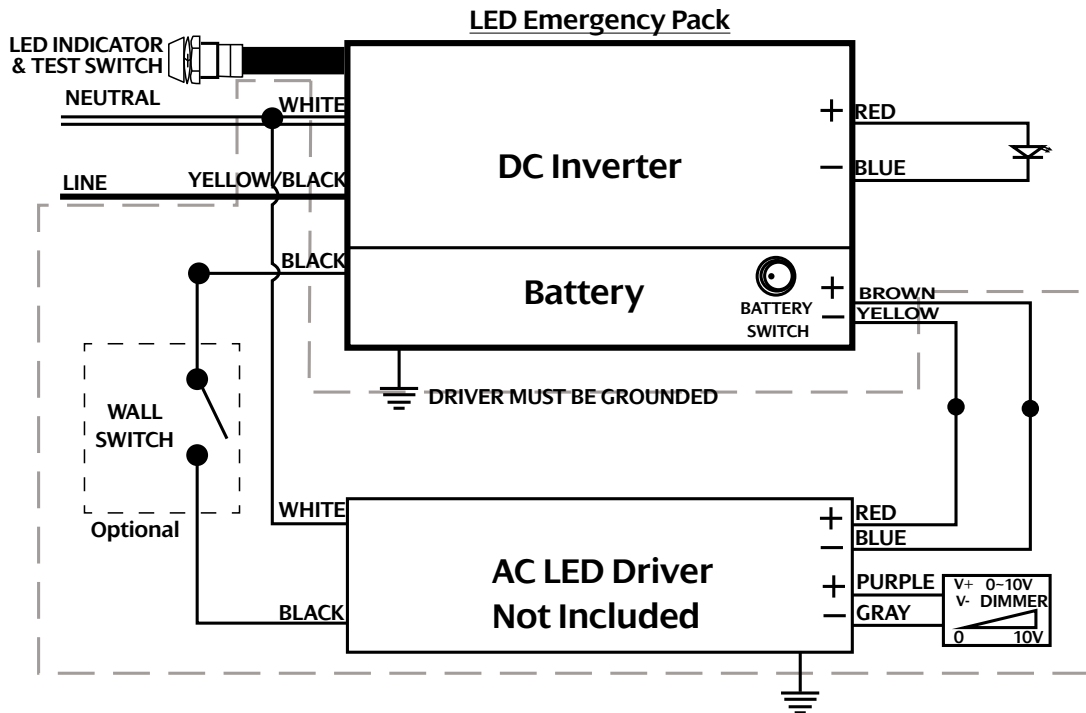 LED Emergency Pack
LED INDICATOR
& TEST SWITCH
NEUTRAL
WHITE
LINE
YELLOW/BLACK
BLACK
DC Inverter
+
RED
−
BLUE
Battery
BATTERY
SWITCH
+
BROWN
−
YELLOW
DRIVER MUST BE GROUNDED
WALL
SWITCH
Optional
WHITE
BLACK
AC LED Driver
Not Included
+
RED
−
BLUE
+
PURPLE
−
GRAY
V+ 0~10V
V- DIMMER
0 10V